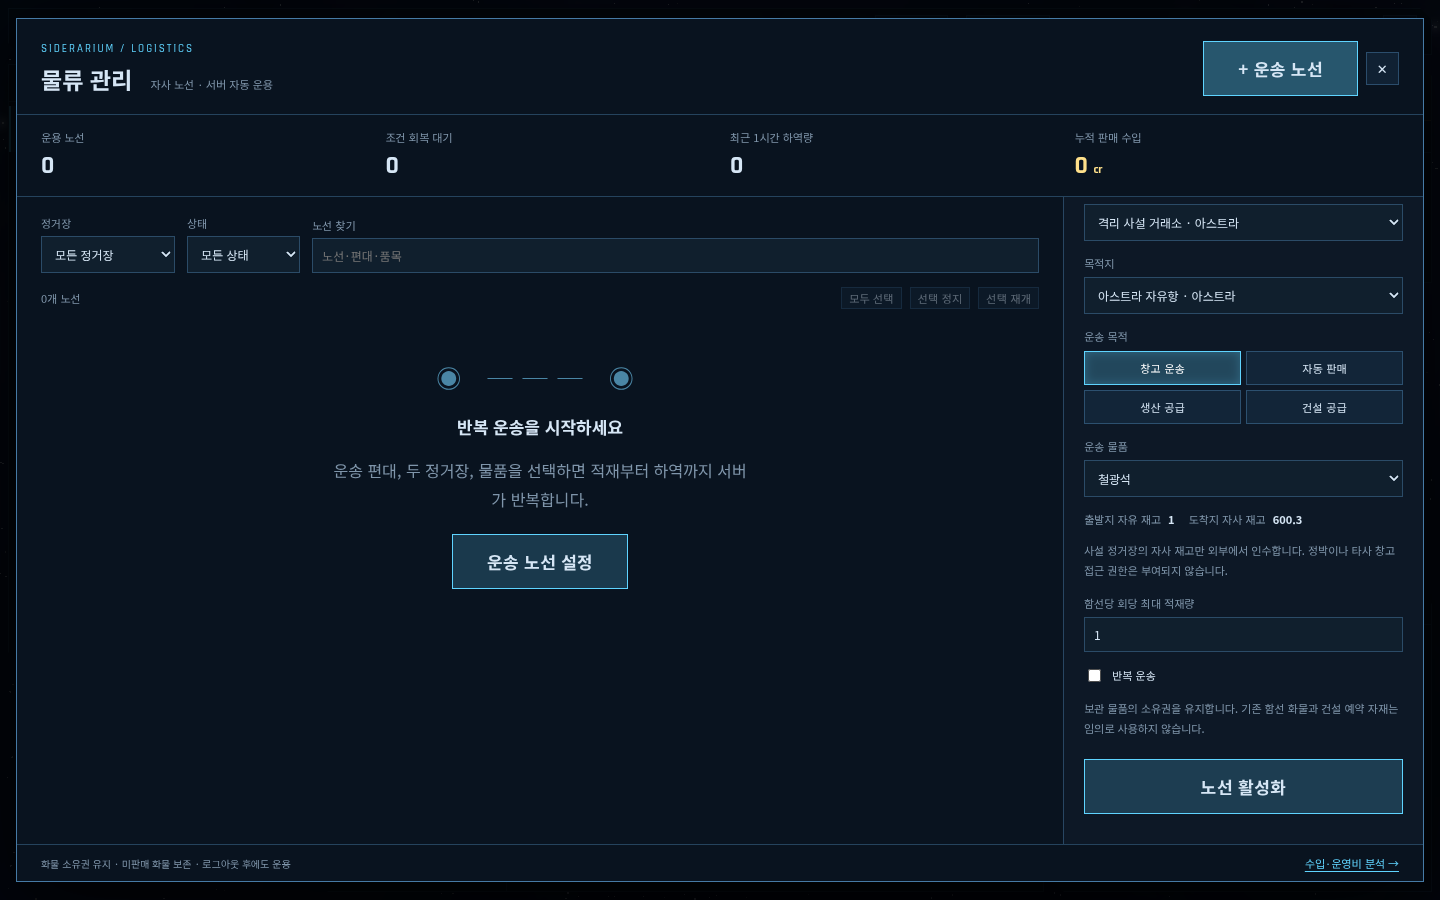 SIDERARIUM / LOGISTICS
물류 관리
자사 노선 · 서버 자동 운용
+ 운송 노선
×
운용 노선
0
조건 회복 대기
0
최근 1시간 하역량
0
누적 판매 수입
0 cr
정거장
모든 정거장
상태
모든 상태
노선 찾기
노선·편대·품목
0개 노선
모두 선택
선택 정지
선택 재개
반복 운송을 시작하세요
운송 편대, 두 정거장, 물품을 선택하면 적재부터 하역까지 서버
가 반복합니다.
운송 노선 설정
격리 사설 거래소 · 아스트라
목적지
아스트라 자유항 · 아스트라
운송 목적
창고 운송
자동 판매
생산 공급
건설 공급
운송 물품
철광석
출발지 자유 재고 1 도착지 자사 재고 600.3
사설 정거장의 자사 재고만 외부에서 인수합니다. 정박이나 타사 창고
접근 권한은 부여되지 않습니다.
함선당 회당 최대 적재량
1
반복 운송
보관 물품의 소유권을 유지합니다. 기존 함선 화물과 건설 예약 자재는
임의로 사용하지 않습니다.
노선 활성화
화물 소유권 유지 · 미판매 화물 보존 · 로그아웃 후에도 운용
수입·운영비 분석 →